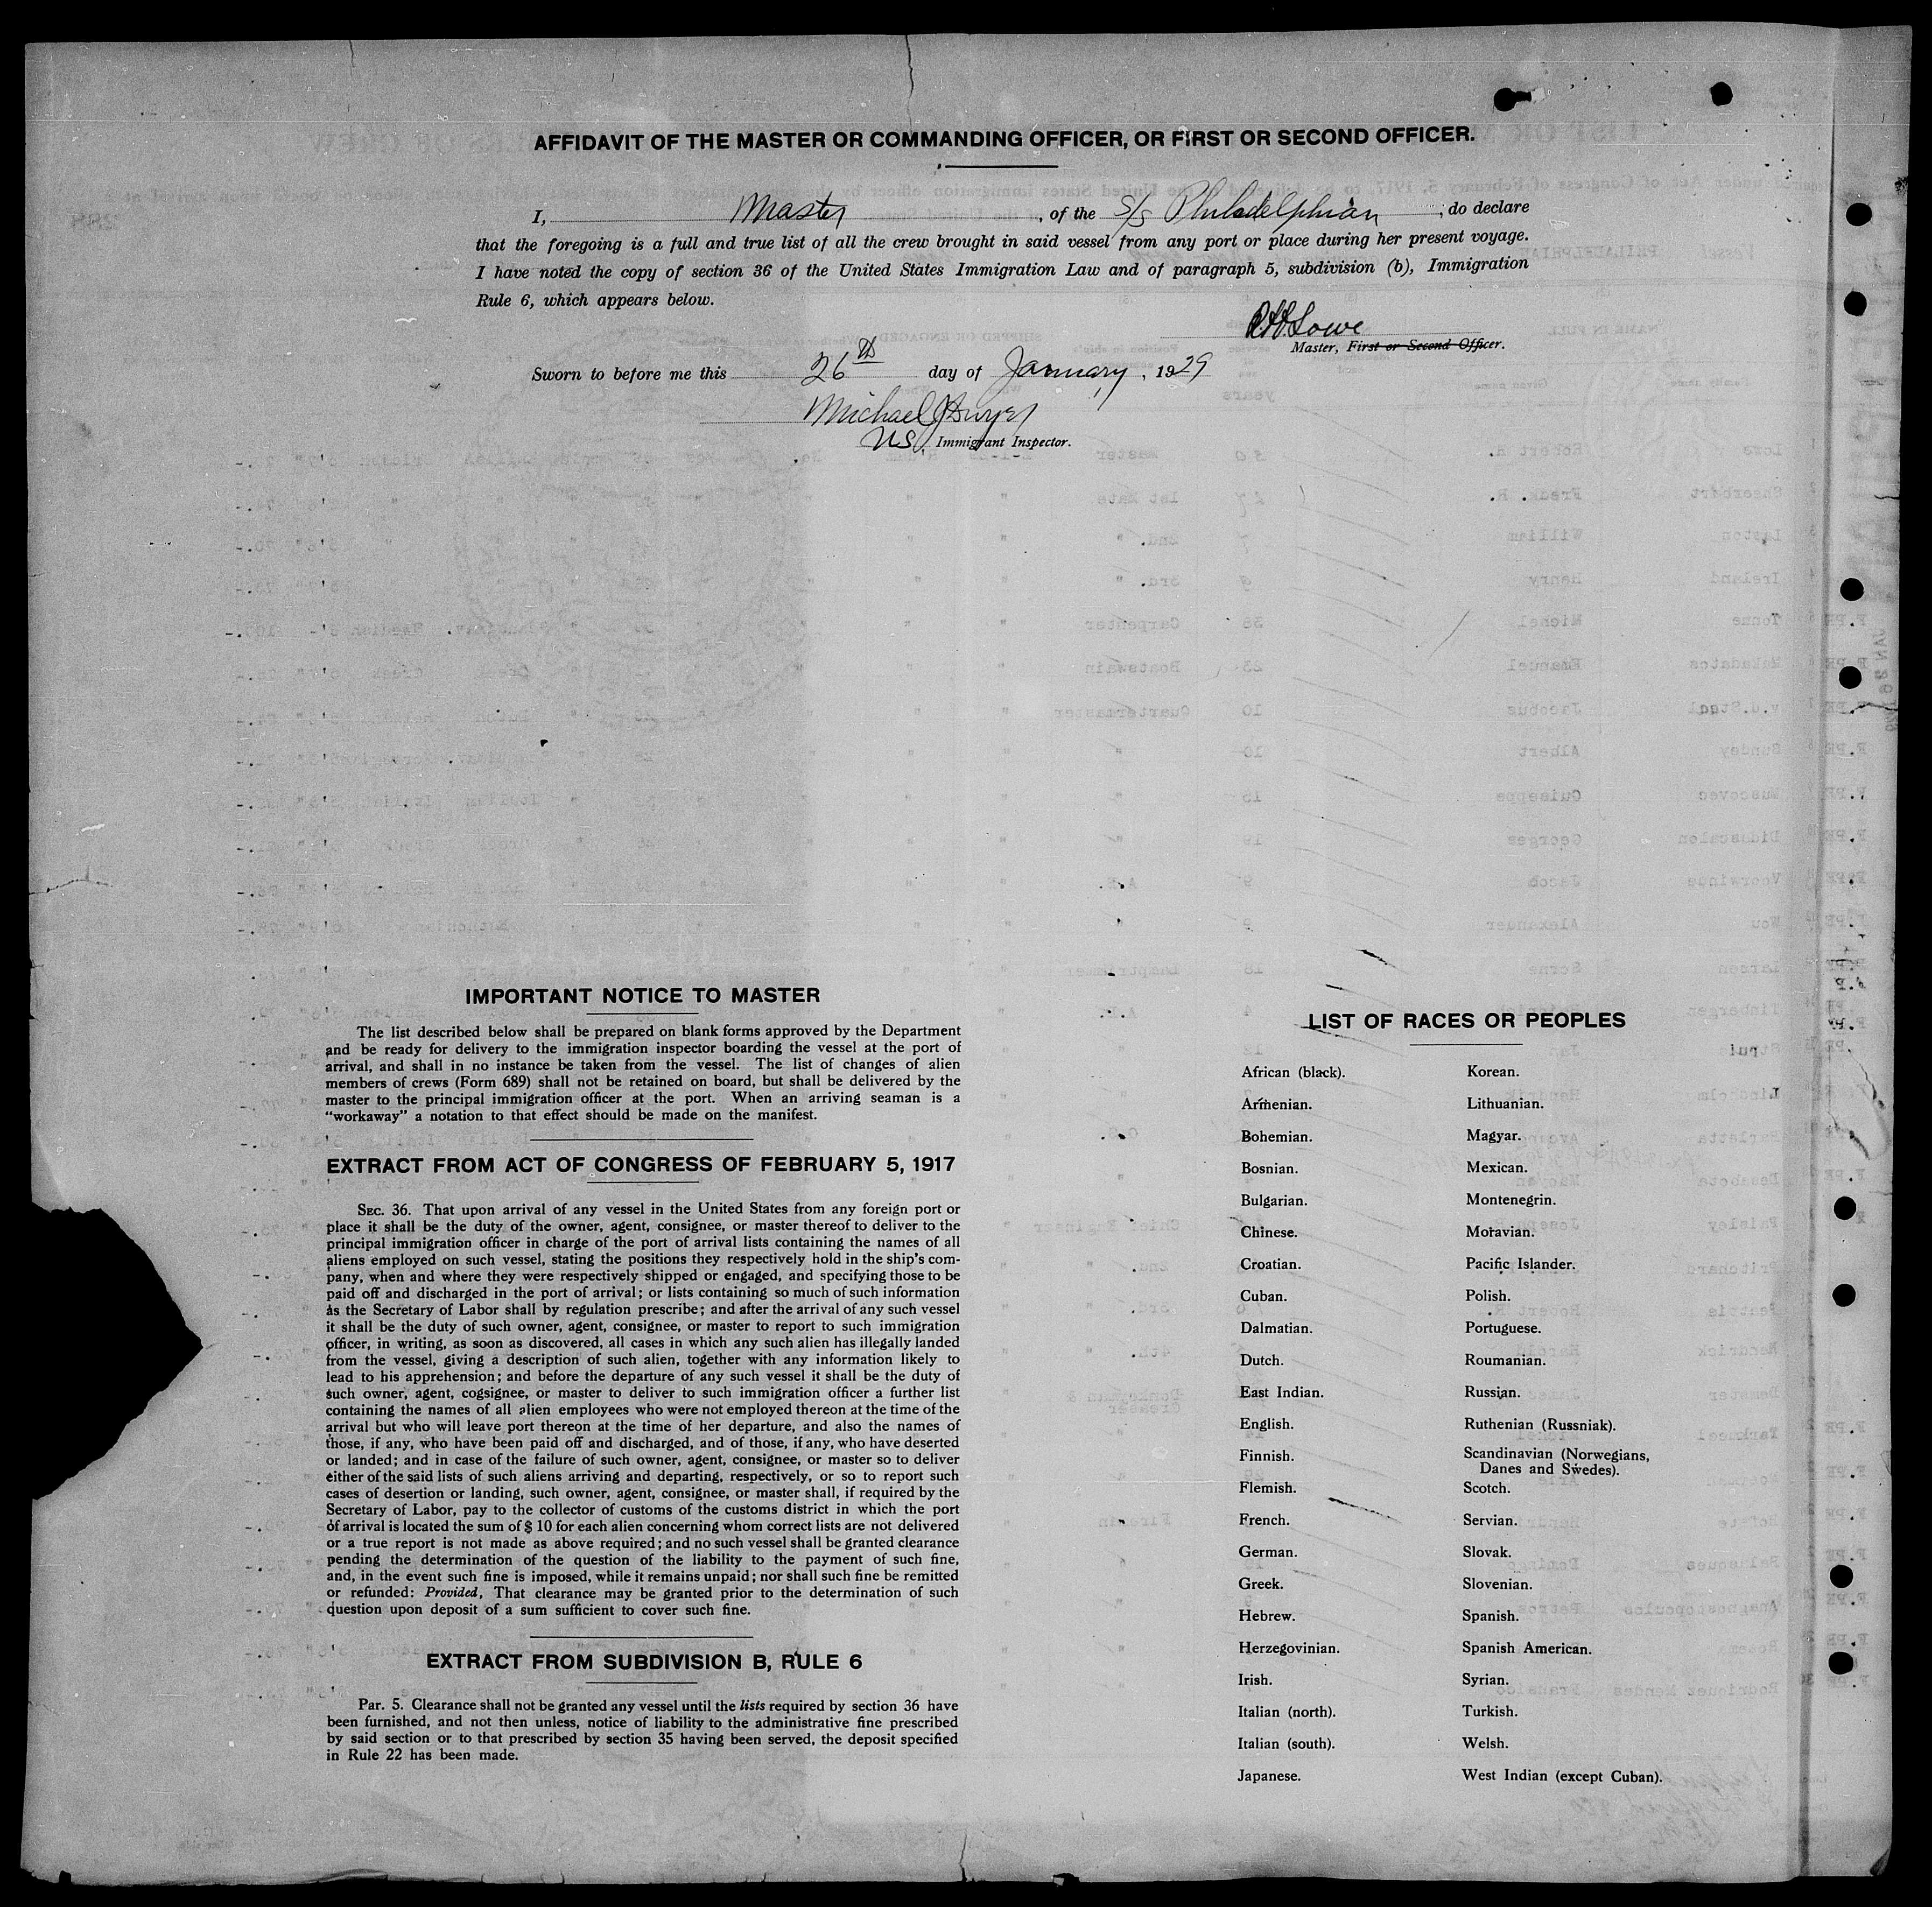 AFFIDAVIT OF THE MASTER OR COMMANDING OFFICER, OR FIRST OR SECOND OFFICER.
I, Master, of the S/S Philadelphian, do declare
that the foregoing is a full and true list of all the crew brought in said vessel from any port or place during her present voyage.
I have noted the copy of section 36 of the United States Immigration Law and of paragraph 5, subdivision (b), Immigration
Rule 6, which appears below.
Lowe
Master, First or Second Officer.
Sworn to before me this 26th day of January, 1929
Michael J Dwyer
US Immigrant Inspector.
IMPORTANT NOTICE TO MASTER
The list described below shall be prepared on blank forms approved by the Department
and be ready for delivery to the immigration inspector boarding the vessel at the port of
arrival, and shall in no instance be taken from the vessel. The list of changes of alien
members of crews (Form 689) shall not be retained on board, but shall be delivered by the
master to the principal immigration officer at the port. When an arriving seaman is a
“workaway” a notation to that effect should be made on the manifest.
EXTRACT FROM ACT OF CONGRESS OF FEBRUARY 5, 1917
SEC. 36. That upon arrival of any vessel in the United States from any foreign port or
place it shall be the duty of the owner, agent, consignee, or master thereof to deliver to the
principal immigration officer in charge of the port of arrival lists containing the names of all
aliens employed on such vessel, stating the positions they respectively hold in the ship's com-
pany, when and where they were respectively shipped or engaged, and specifying those to be
paid off and discharged in the port of arrival; or lists containing so much of such information
as the Secretary of Labor shall by regulation prescribe; and after the arrival of any such vessel
it shall be the duty of such owner, agent, consignee, or master to report to such immigration
officer, in writing, as soon as discovered, all cases in which any such alien has illegally landed
from the vessel, giving a description of such alien, together with any information likely to
lead to his apprehension; and before the departure of any such vessel it shall be the duty of
such owner, agent, cogsignee, or master to deliver to such immigration officer a further list
containing the names of all alien employees who were not employed thereon at the time of the
arrival but who will leave port thereon at the time of her departure, and also the names of
those, if any, who have been paid off and discharged, and of those, if any, who have deserted
or landed; and in case of the failure of such owner, agent, consignee, or master so to deliver
either of the said lists of such aliens arriving and departing, respectively, or so to report such
cases of desertion or landing, such owner, agent, consignee, or master shall, if required by the
Secretary of Labor, pay to the collector of customs of the customs district in which the port
of arrival is located the sum of $ 10 for each alien concerning whom correct lists are not delivered
or a true report is not made as above required; and no such vessel shall be granted clearance
pending the determination of the question of the liability to the payment of such fine,
and, in the event such fine is imposed, while it remains unpaid; nor shall such fine be remitted
or refunded: Provided, That clearance may be granted prior to the determination of such
question upon deposit of a sum sufficient to cover such fine.
EXTRACT FROM SUBDIVISION B, RULE 6
Par. 5. Clearance shall not be granted any vessel until the lists required by section 36 have
been furnished, and not then unless, notice of liability to the administrative fine prescribed
by said section or to that prescribed by section 35 having been served, the deposit specified
in Rule 22 has been made.
LIST OF RACES OR PEOPLES
African (black).
Armenian.
Bohemian.
Bosnian.
Bulgarian.
Chinese.
Croatian.
Cuban.
Dalmatian.
Dutch.
East Indian.
English.
Finnish.
Flemish.
French.
German.
Greek.
Hebrew.
Herzegovinian.
Irish.
Italian (north).
Italian (south).
Japanese.
Korean.
Lithuanian.
Magyar.
Mexican.
Montenegrin.
Moravian.
Pacific Islander.
Polish.
Portuguese.
Roumanian.
Russian.
Ruthenian (Russniak).
Scandinavian (Norwegians,
Danes and Swedes).
Scotch.
Servian.
Slovak.
Slovenian.
Spanish.
Spanish American.
Syrian.
Turkish.
Welsh.
West Indian (except Cuban).